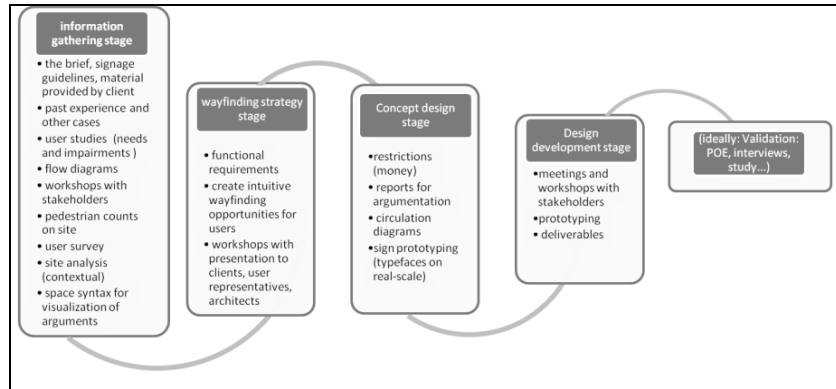 information
gathering stage
• the brief, signage
guidelines, material
provided by client
• past experience and
other cases
• user studies (needs
and impairments )
• flow diagrams
• workshops with
stakeholders
• pedestrian counts
on site
• user survey
• site analysis
(contextual)
• space syntax for
visualization of
arguments
wayfinding strategy
stage
• functional
requirements
• create intuitive
wayfinding
opportunities for
users
• workshops with
presentation to
clients, user
representatives,
architects
Concept design
stage
•restrictions
(money)
• reports for
argumentation
• circulation
diagrams
•sign prototyping
(typefaces on
real-scale)
Design
development stage
•meetings and
workshops with
stakeholders
•prototyping
• deliverables
(ideally: Validation:
POE, interviews,
study...)